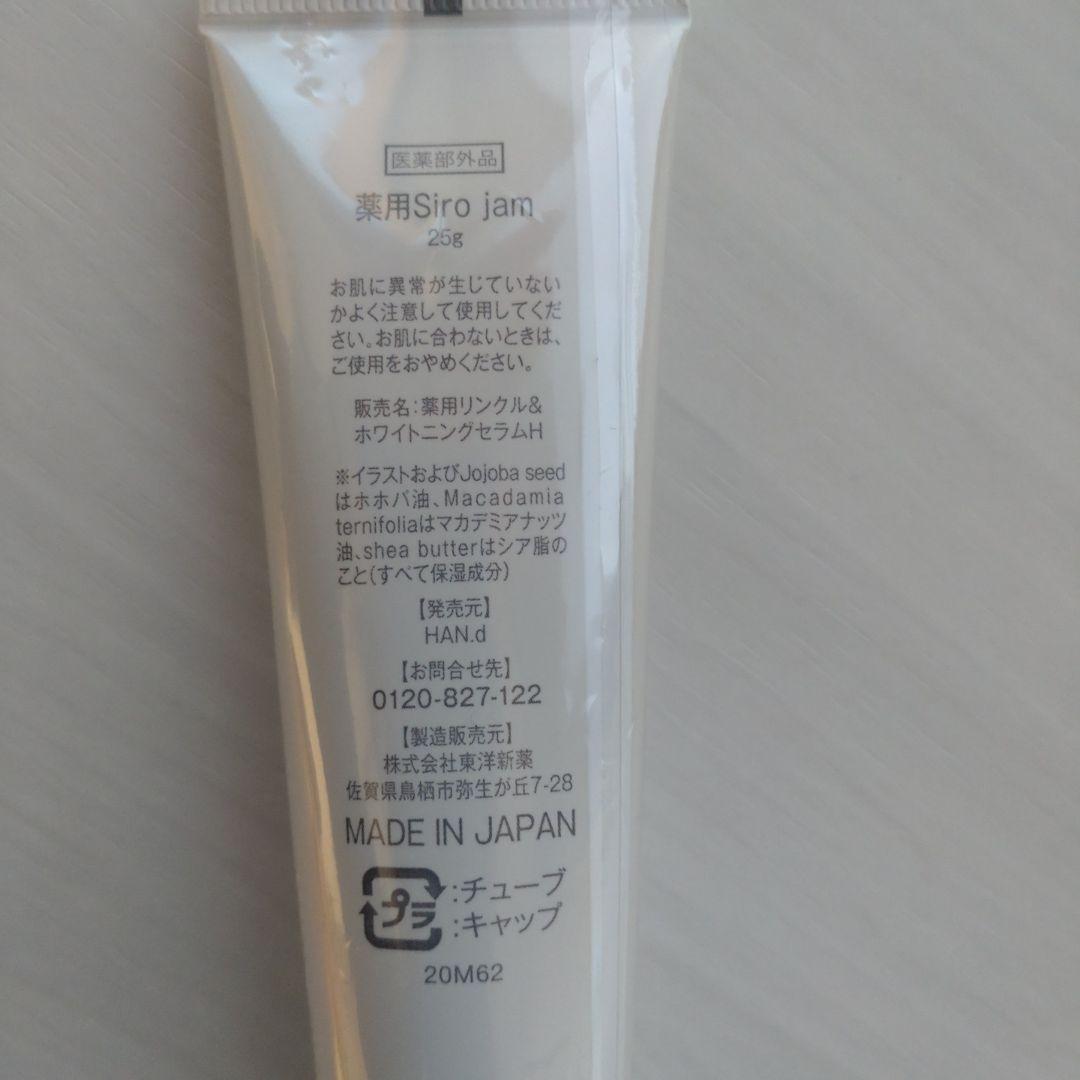 医薬部外品
薬用Siro jam
25g
お肌に異常が生じていない
かよく注意して使用してくだ
さい。お肌に合わないときは、
ご使用をおやめください。
販売名:薬用リンクル&
ホワイトニングセラムH
※イラストおよびJojoba seed
はホホバ油、Macadamia
ternifoliaはマカデミアナッツ
油、shea butterはシア脂の
こと(すべて保湿成分)
【発売元】
HAN.d
【お問合せ先】
0120-827-122
【製造販売元】
株式会社東洋新薬
佐賀県鳥栖市弥生が丘7-28
MADE IN JAPAN
プラ:チューブ
:キャップ
20M62